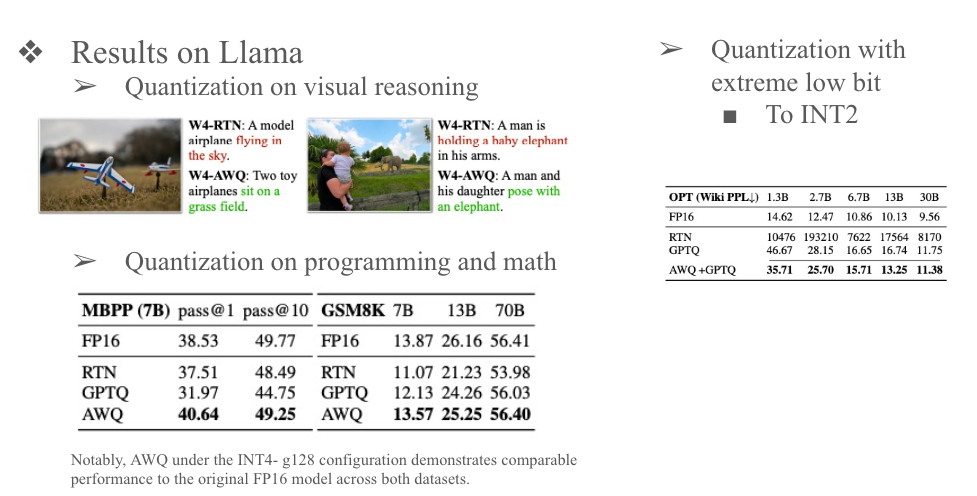 ❖ Results on Llama
➢ Quantization on visual reasoning
W4-RTN: A model
airplane flying in
the sky.
W4-AWQ: Two toy
airplanes sit on a
grass field.
W4-RTN: A man is
holding a baby elephant
in his arms.
W4-AWQ: A man and
his daughter pose with
an elephant.
➢ Quantization on programming and math
MBPP (7B) pass@1 pass@10
FP16 38.53 49.77
RTN 37.51 48.49
GPTQ 31.97 44.75
AWQ 40.64 49.25
GSM8K 7B 13B 70B
FP16 13.87 26.16 56.41
RTN 11.07 21.23 53.98
GPTQ 12.13 24.26 56.03
AWQ 13.57 25.25 56.40
Notably, AWQ under the INT4- g128 configuration demonstrates comparable
performance to the original FP16 model across both datasets.
➢ Quantization with
extreme low bit
■ To INT2
OPT (Wiki PPL↓) 1.3B 2.7B 6.7B 13B 30B
FP16 14.62 12.47 10.86 10.13 9.56
RTN 10476 193210 7622 17564 8170
GPTQ 46.67 28.15 16.65 16.74 11.75
AWQ +GPTQ 35.71 25.70 15.71 13.25 11.38